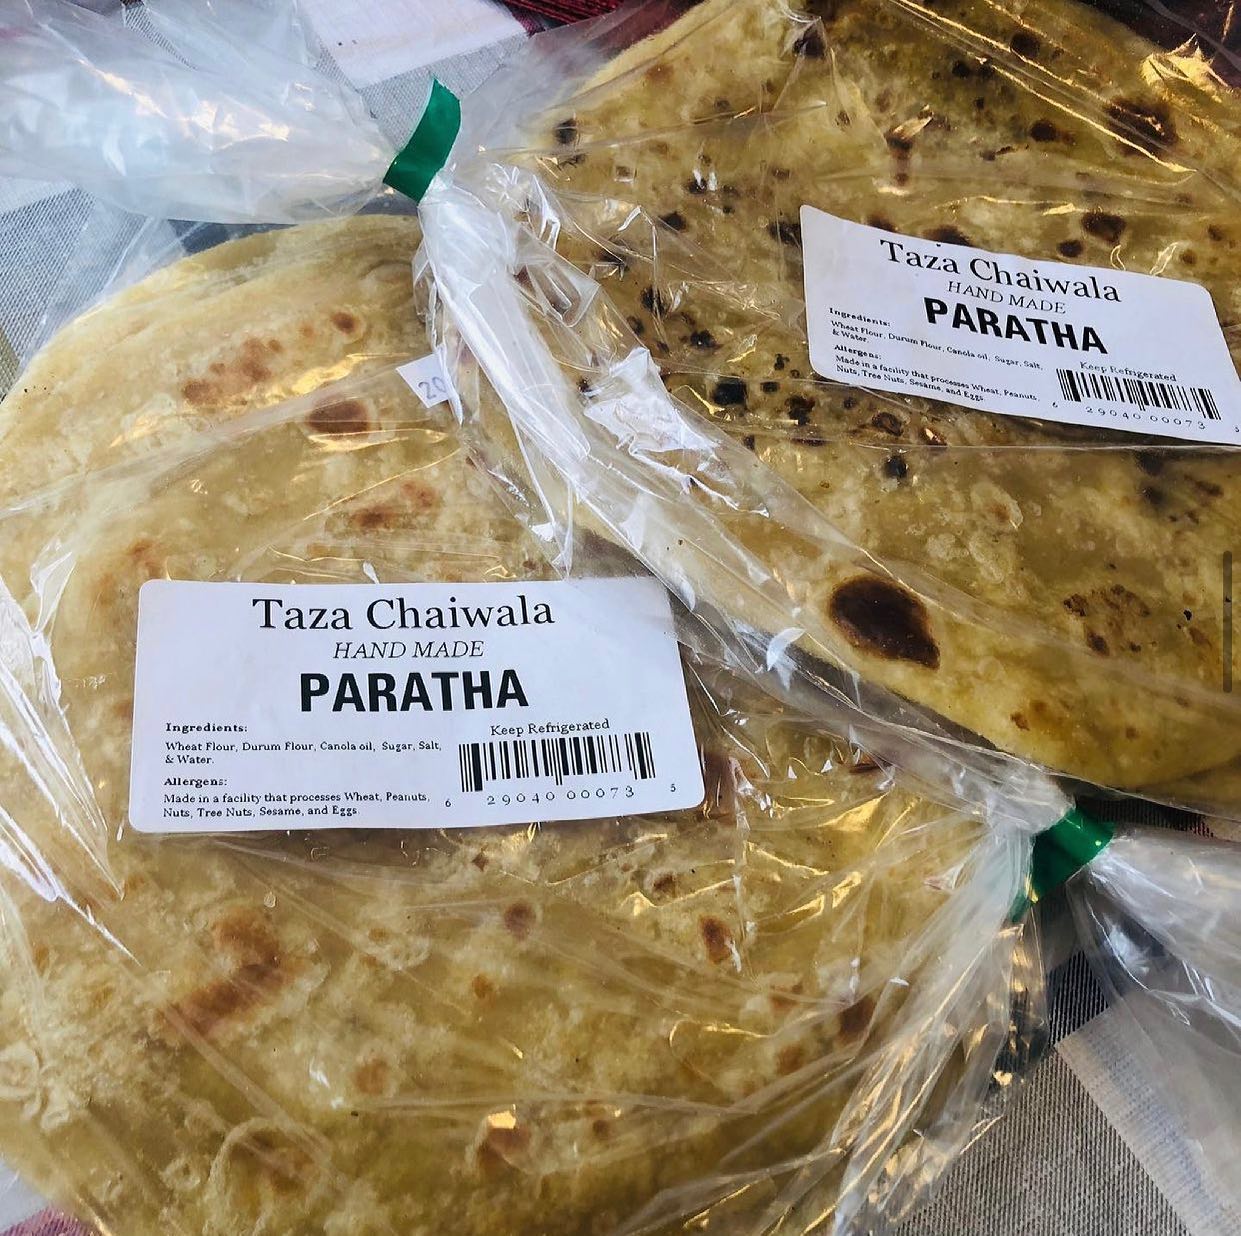 Taza Chaiwala
HAND MADE
PARATHA
Ingredients:
Wheat Flour, Durum Flour, Canola oil, Sugar, Salt,
& Water.
Allergens:
Made in a facility that processes Wheat, Peanuts,
Nuts, Tree Nuts, Sesame, and Eggs.
Keep Refrigerated
6 29040 00073 5
Taza Chaiwala
HAND MADE
PARATHA
Ingredients:
Wheat Flour, Durum Flour, Canola oil, Sugar, Salt,
& Water.
Allergens:
Made in a facility that processes Wheat, Peanuts,
Nuts, Tree Nuts, Sesame, and Eggs
Keep Refrigerated
6 29040 00073 5